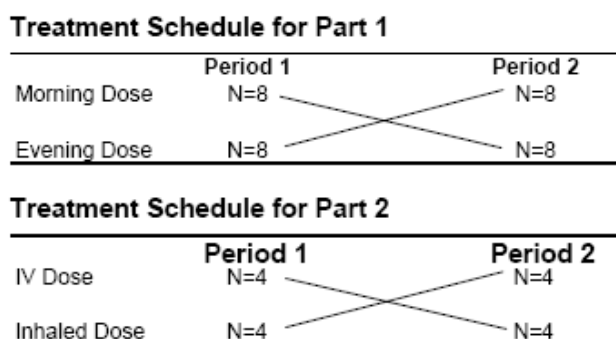 Treatment Schedule for Part 1
Period 1 Period 2
Morning Dose N=8 N=8
Evening Dose N=8 N=8
Treatment Schedule for Part 2
Period 1 Period 2
IV Dose N=4 N=4
Inhaled Dose N=4 N=4